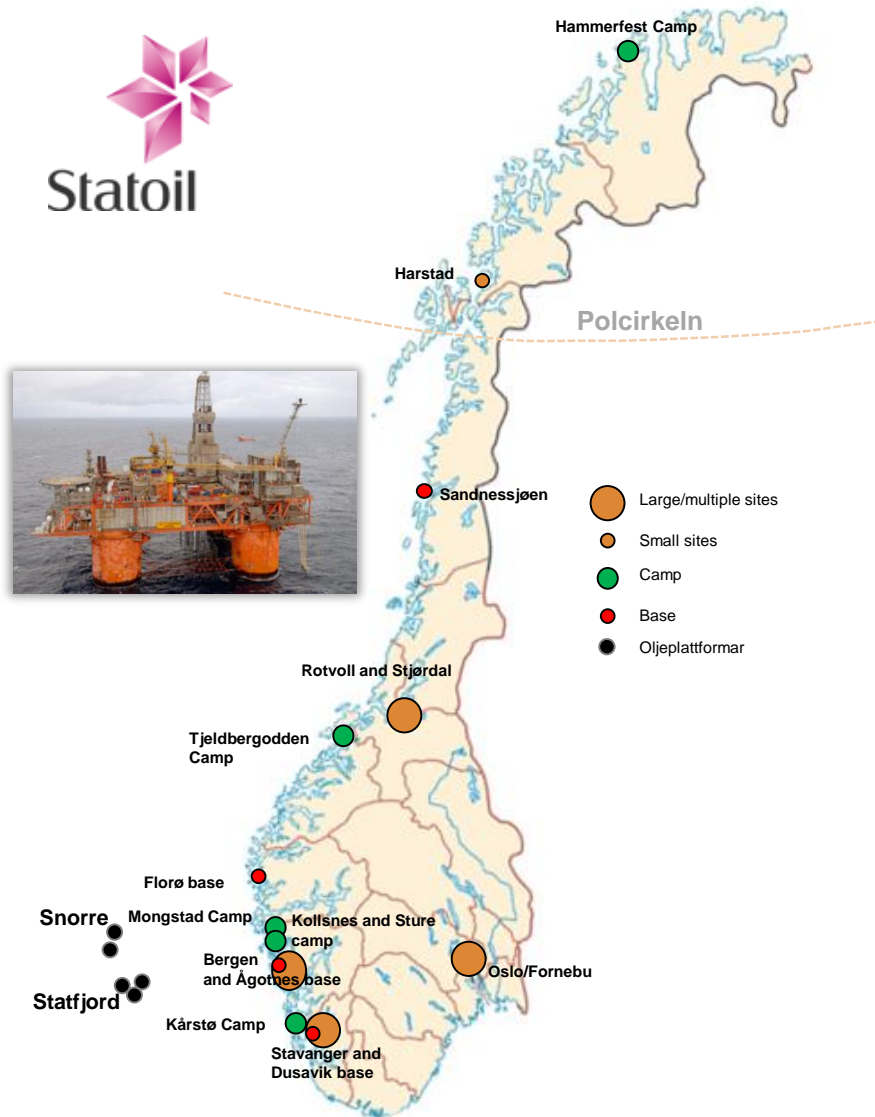 Hammerfest Camp
Statoil
Harstad
Polcirkeln
Sandnessjøen
Large/multiple sites
Small sites
Camp
Base
Oljeplattformar
Rotvoll and Stjørdal
Tjeldbergodden
Camp
Florø base
Snorre
Mongstad Camp
Kollsnes and Sture
camp
Bergen
and Ågotnes base
Oslo/Fornebu
Statfjord
Kårstø Camp
Stavanger and
Dusavik base